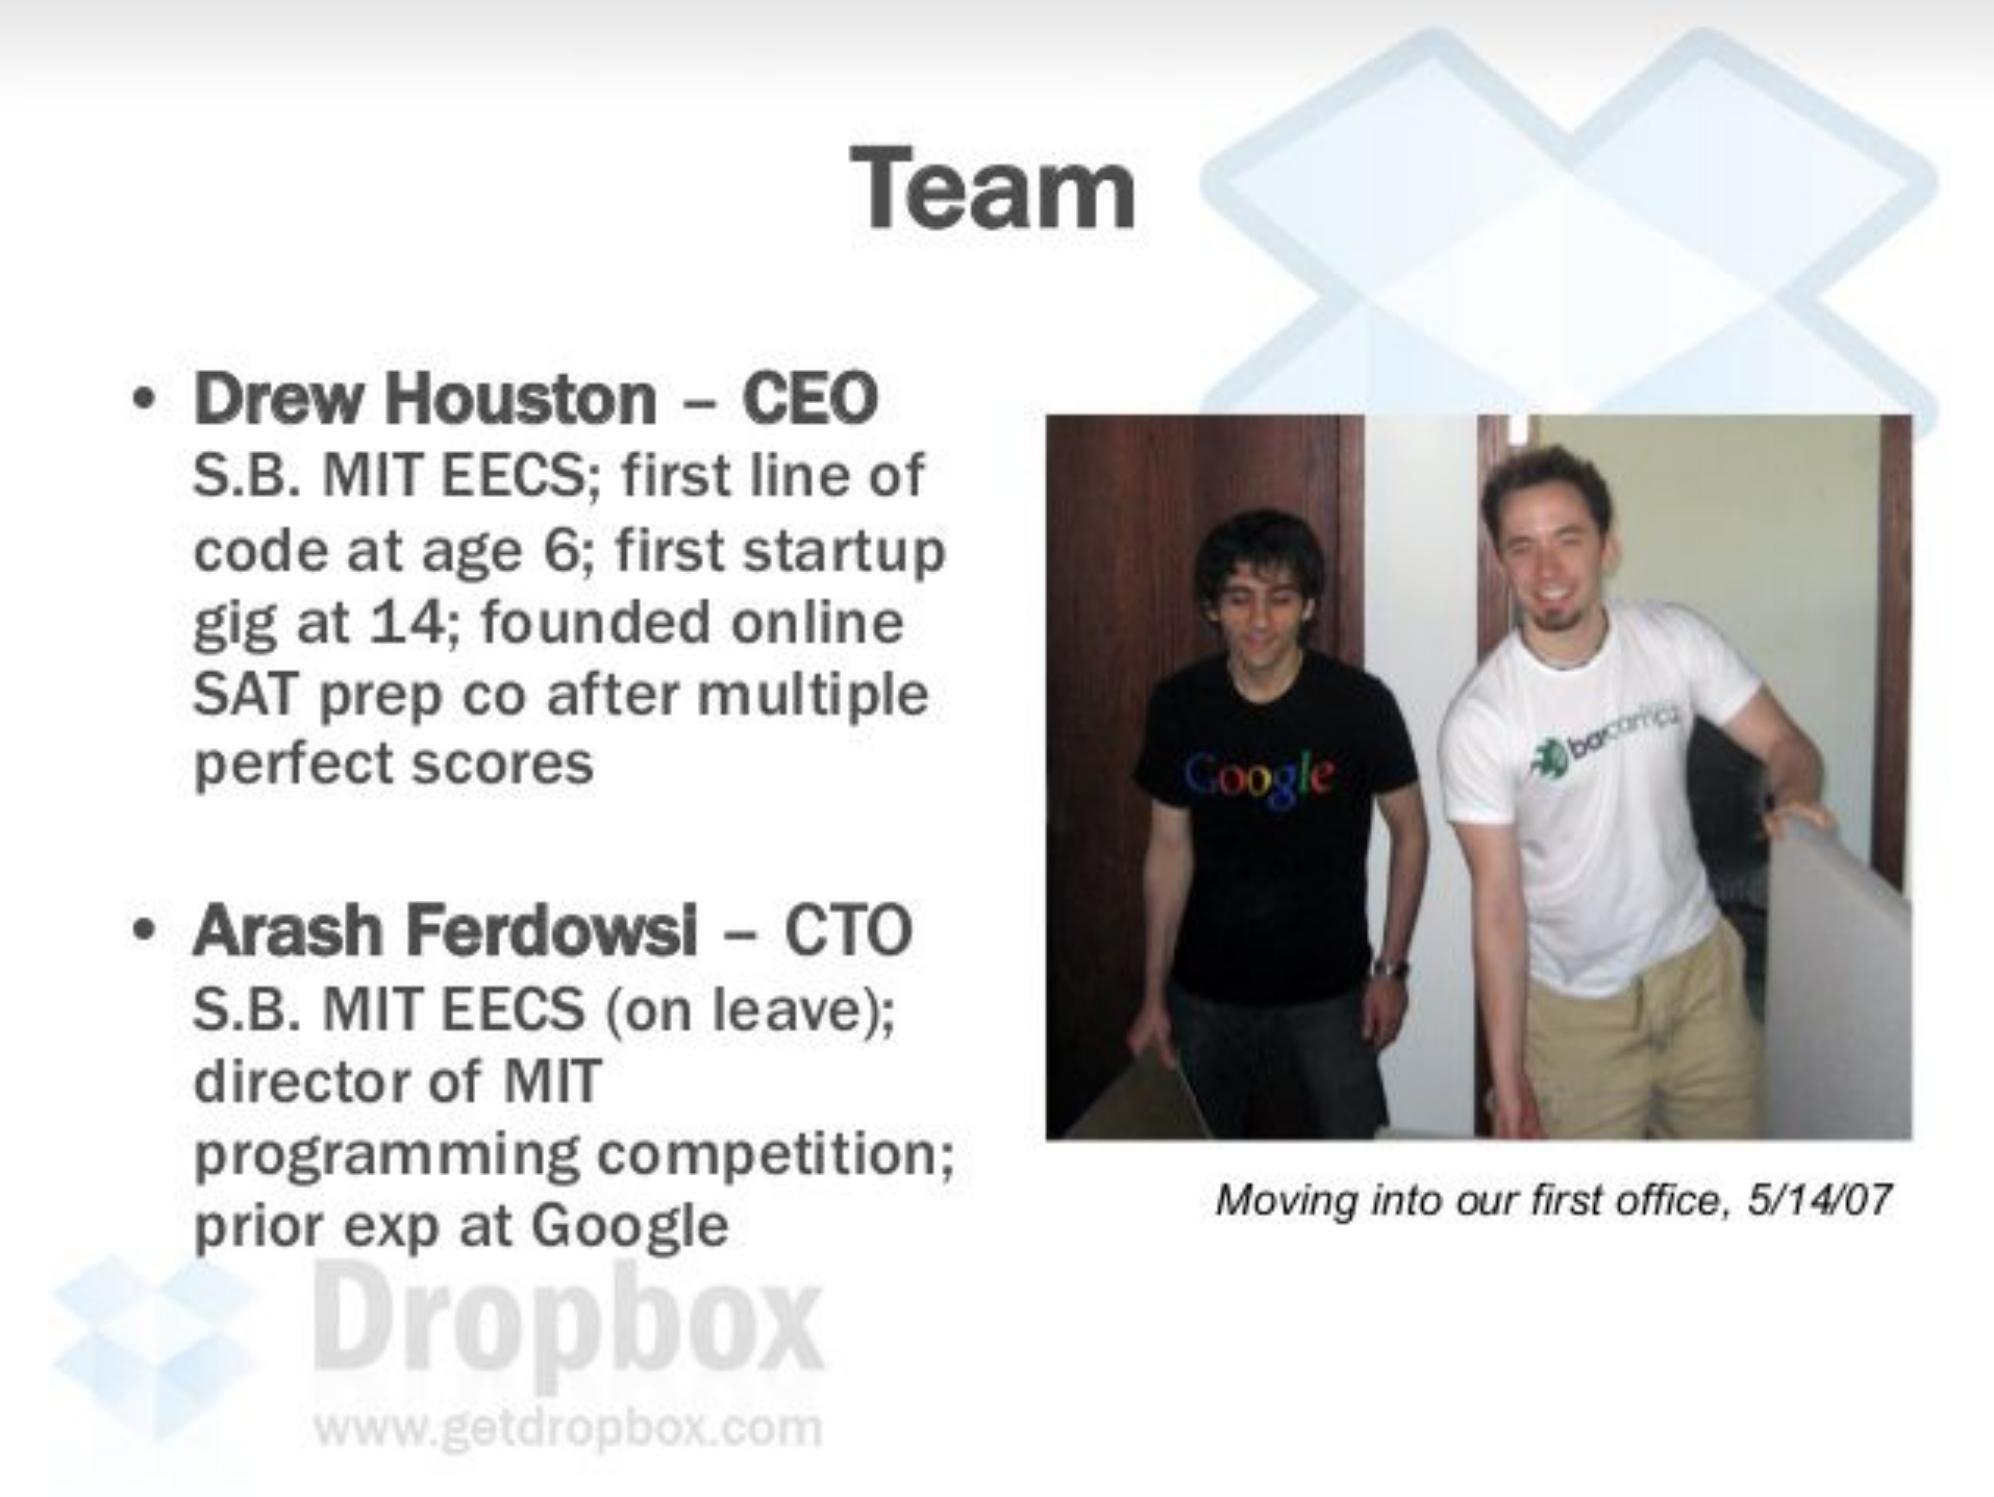 Team
• Drew Houston – CEO
S.B. MIT EECS; first line of
code at age 6; first startup
gig at 14; founded online
SAT prep co after multiple
perfect scores
• Arash Ferdowsi – CTO
S.B. MIT EECS (on leave);
director of MIT
programming competition;
prior exp at Google
Google
barcamp
Moving into our first office, 5/14/07
Dropbox
www.getdropbox.com